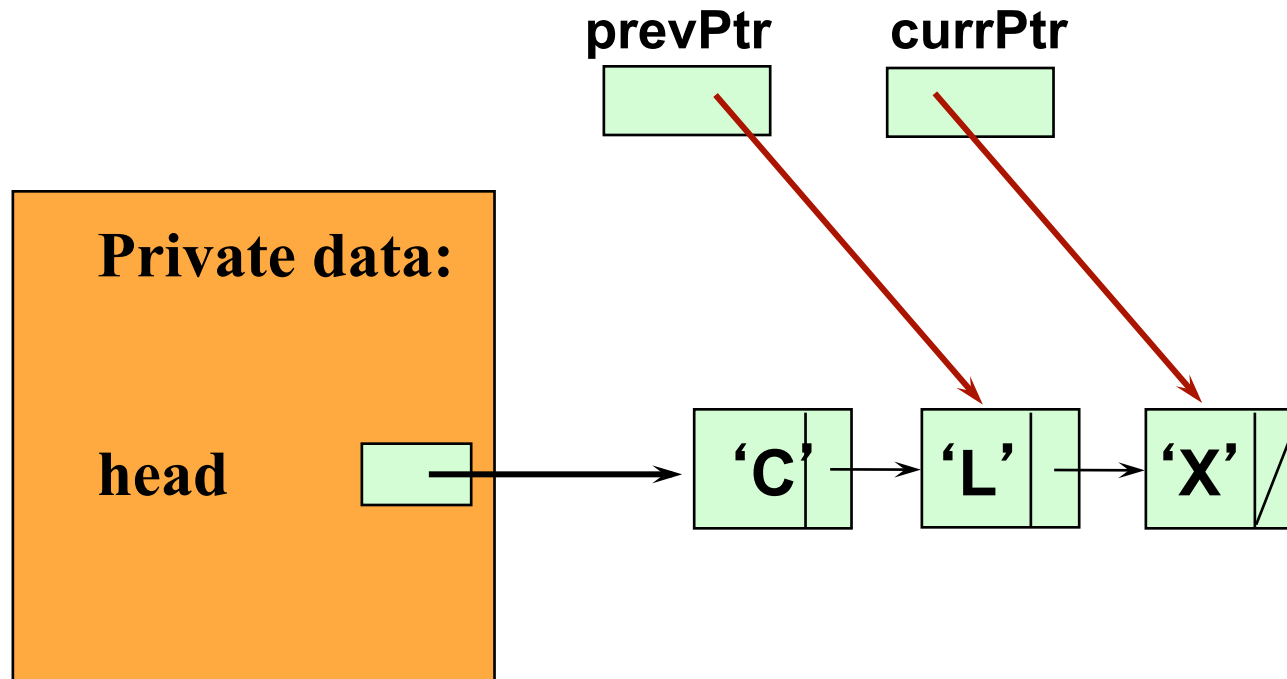 prevPtr currPtr
Private data:
head
‘C’ ‘L’ ‘X’